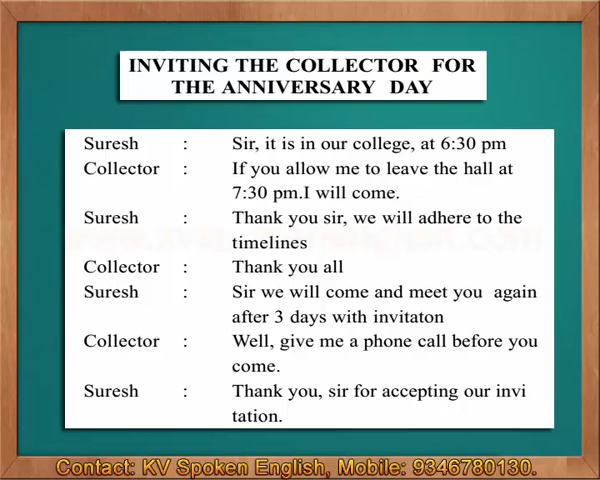 INVITING THE COLLECTOR FOR
THE ANNIVERSARY DAY
Suresh : Sir, it is in our college, at 6:30 pm
Collector : If you allow me to leave the hall at
7:30 pm.I will come.
Suresh : Thank you sir, we will adhere to the
timelines
Collector : Thank you all
Suresh : Sir we will come and meet you again
after 3 days with invitaton
Collector : Well, give me a phone call before you
come.
Suresh : Thank you, sir for accepting our invi
tation.
Contact: KV Spoken English, Mobile: 9346780130.